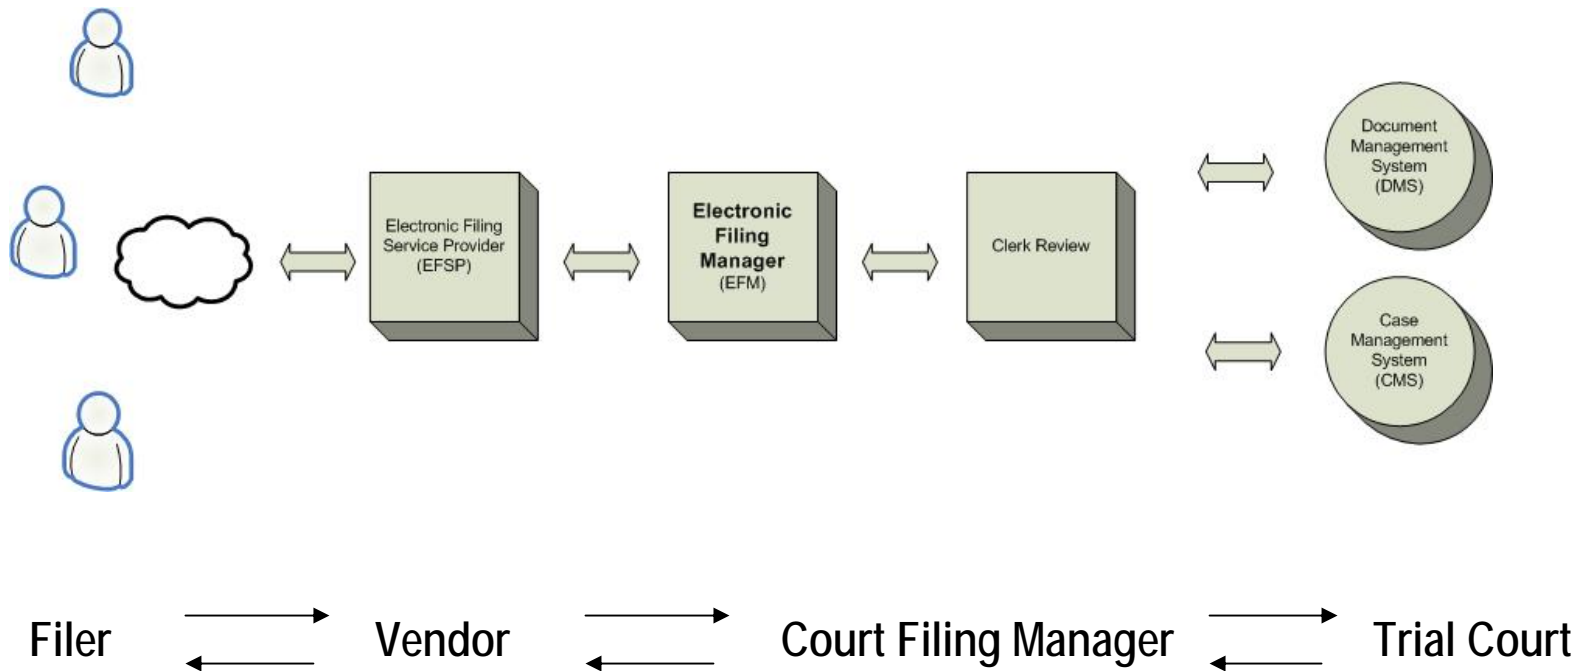 Electronic Filing
Service Provider
(EFSP)
Electronic
Filing
Manager
(EFM)
Clerk Review
Document
Management
System
(DMS)
Case
Management
System
(CMS)
Filer
Vendor
Court Filing Manager
Trial Court